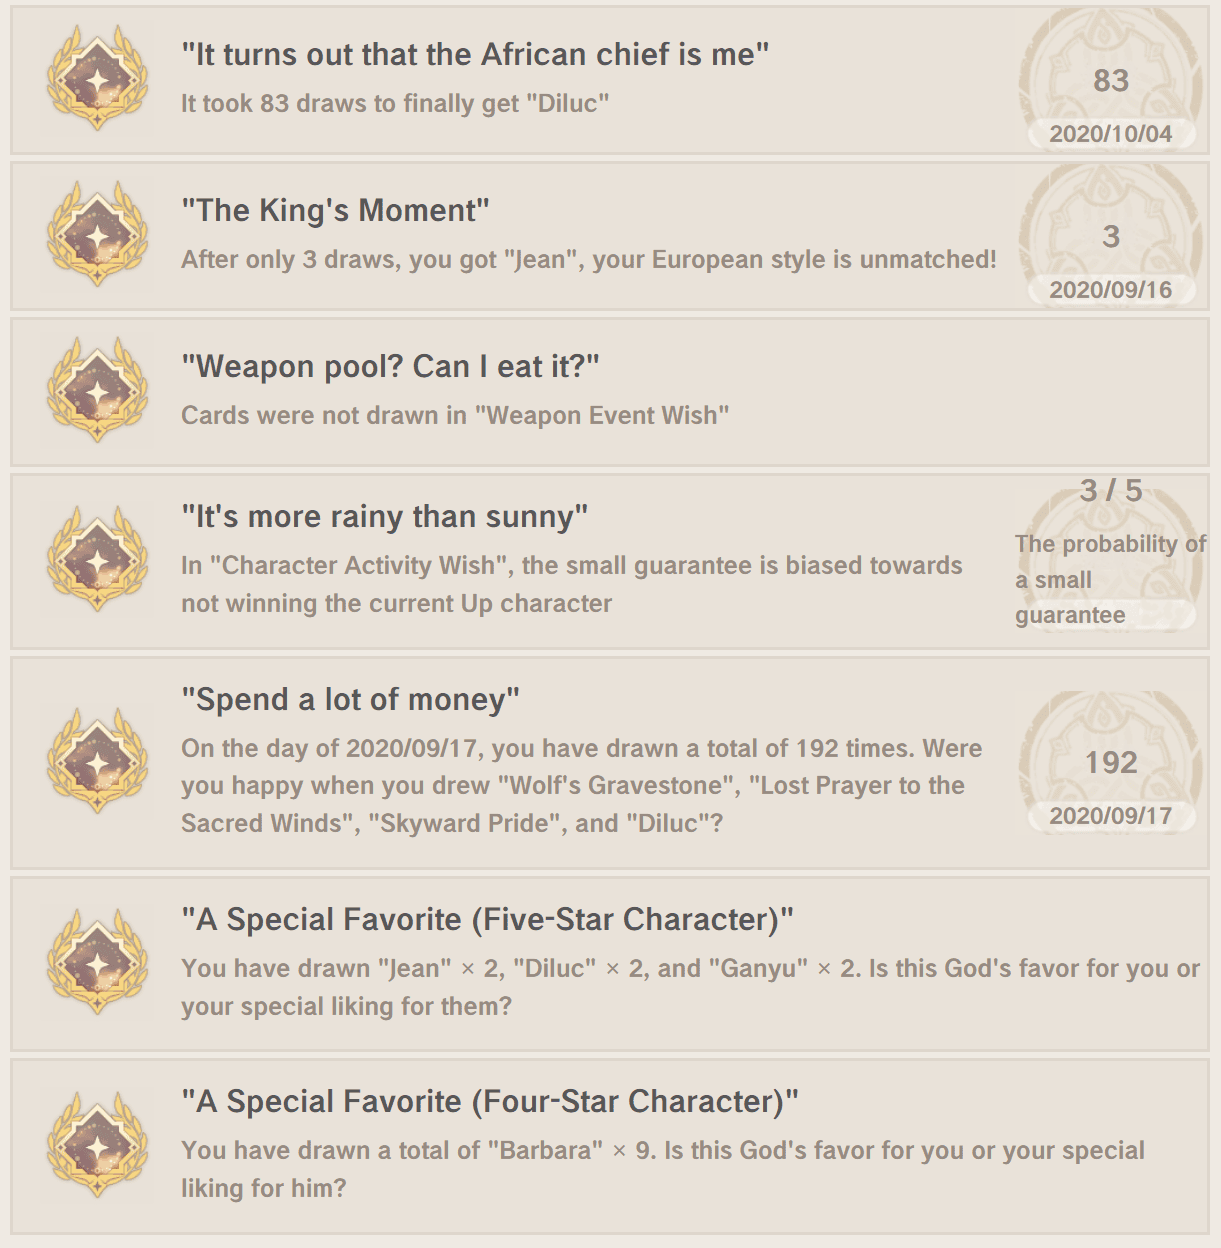 "It turns out that the African chief is me"
It took 83 draws to finally get "Diluc"
83
2020/10/04
"The King's Moment"
After only 3 draws, you got "Jean", your European style is unmatched!
3
2020/09/16
"Weapon pool? Can I eat it?"
Cards were not drawn in "Weapon Event Wish"
"It's more rainy than sunny"
In "Character Activity Wish", the small guarantee is biased towards
not winning the current Up character
3 / 5
The probability of
a small
guarantee
"Spend a lot of money"
On the day of 2020/09/17, you have drawn a total of 192 times. Were
you happy when you drew "Wolf's Gravestone", "Lost Prayer to the
Sacred Winds", "Skyward Pride", and "Diluc"?
192
2020/09/17
"A Special Favorite (Five-Star Character)"
You have drawn "Jean" × 2, "Diluc" × 2, and "Ganyu" × 2. Is this God's favor for you or
your special liking for them?
"A Special Favorite (Four-Star Character)"
You have drawn a total of "Barbara" × 9. Is this God's favor for you or your special
liking for him?